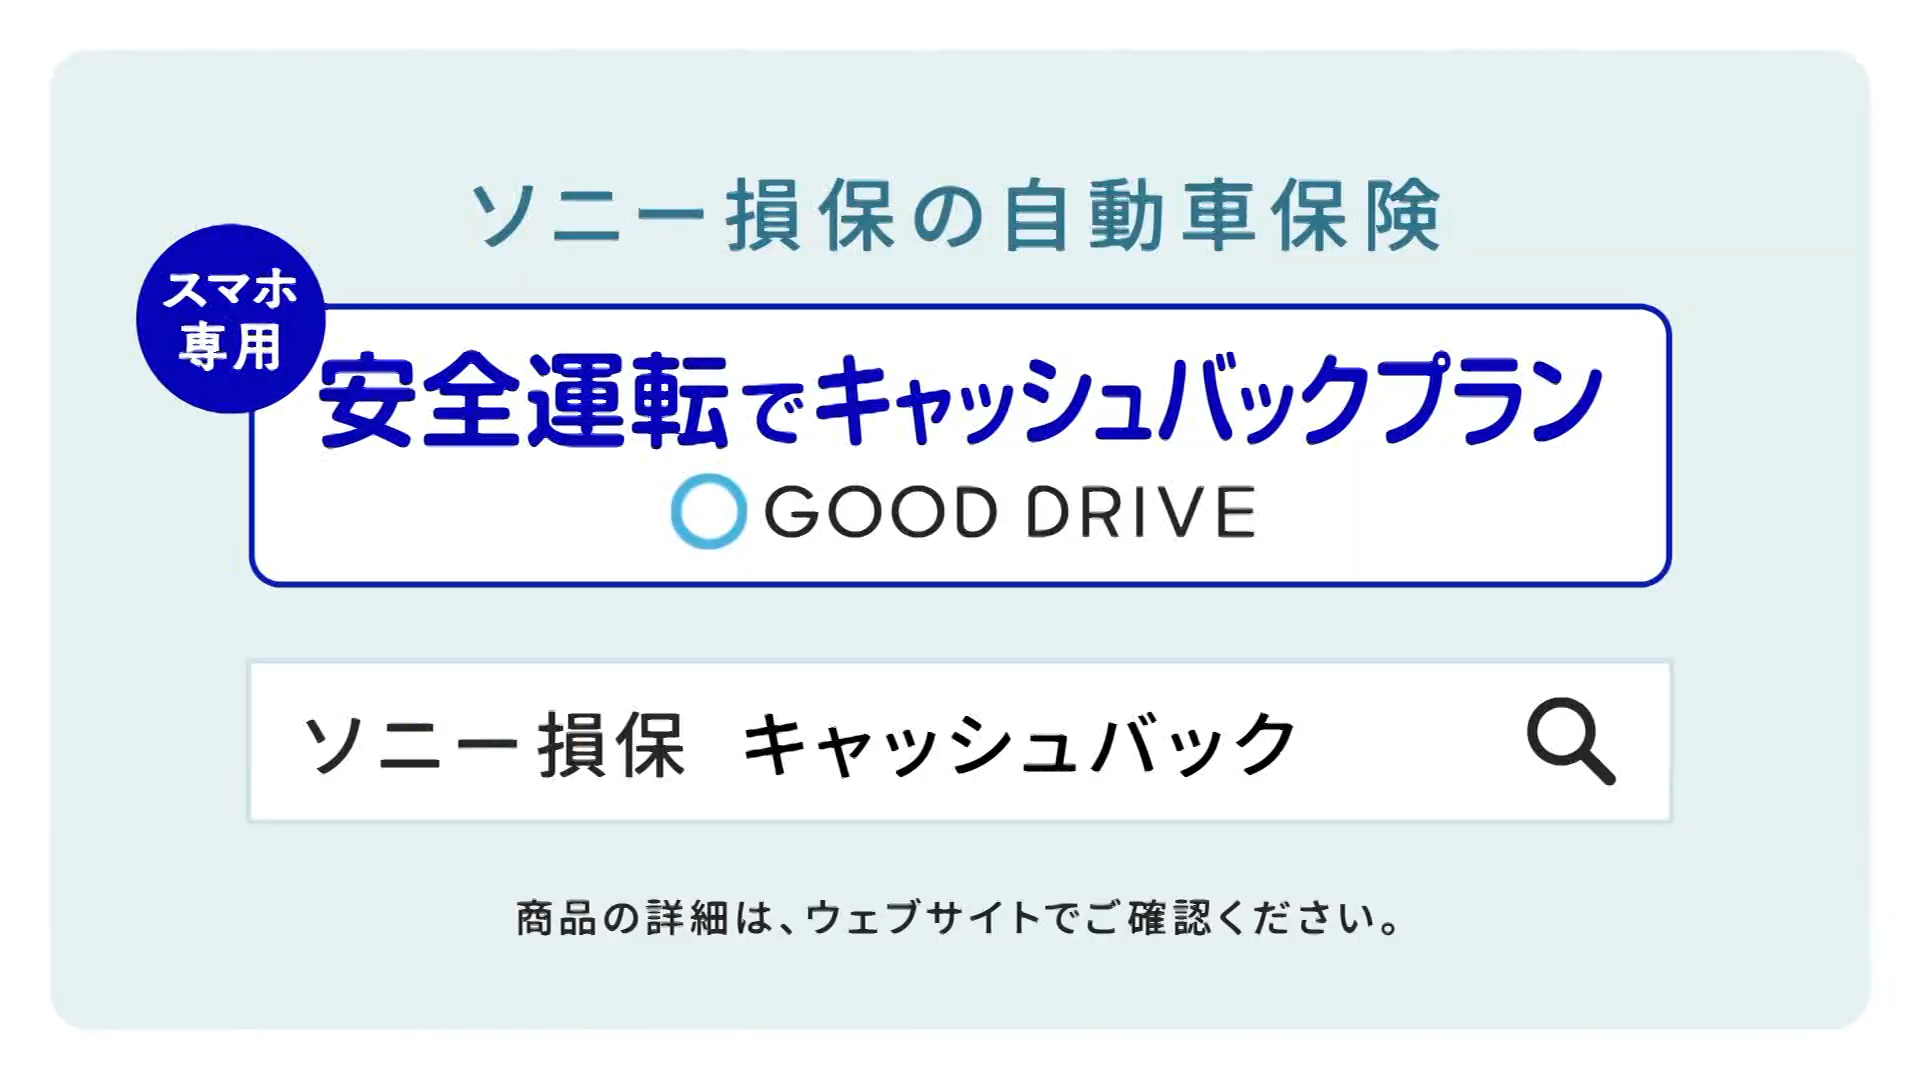 ソニー損保の自動車保険
スマホ
専用
安全運転でキャッシュバックプラン
GOOD DRIVE
ソニー損保 キャッシュバック
商品の詳細は、ウェブサイトでご確認ください。